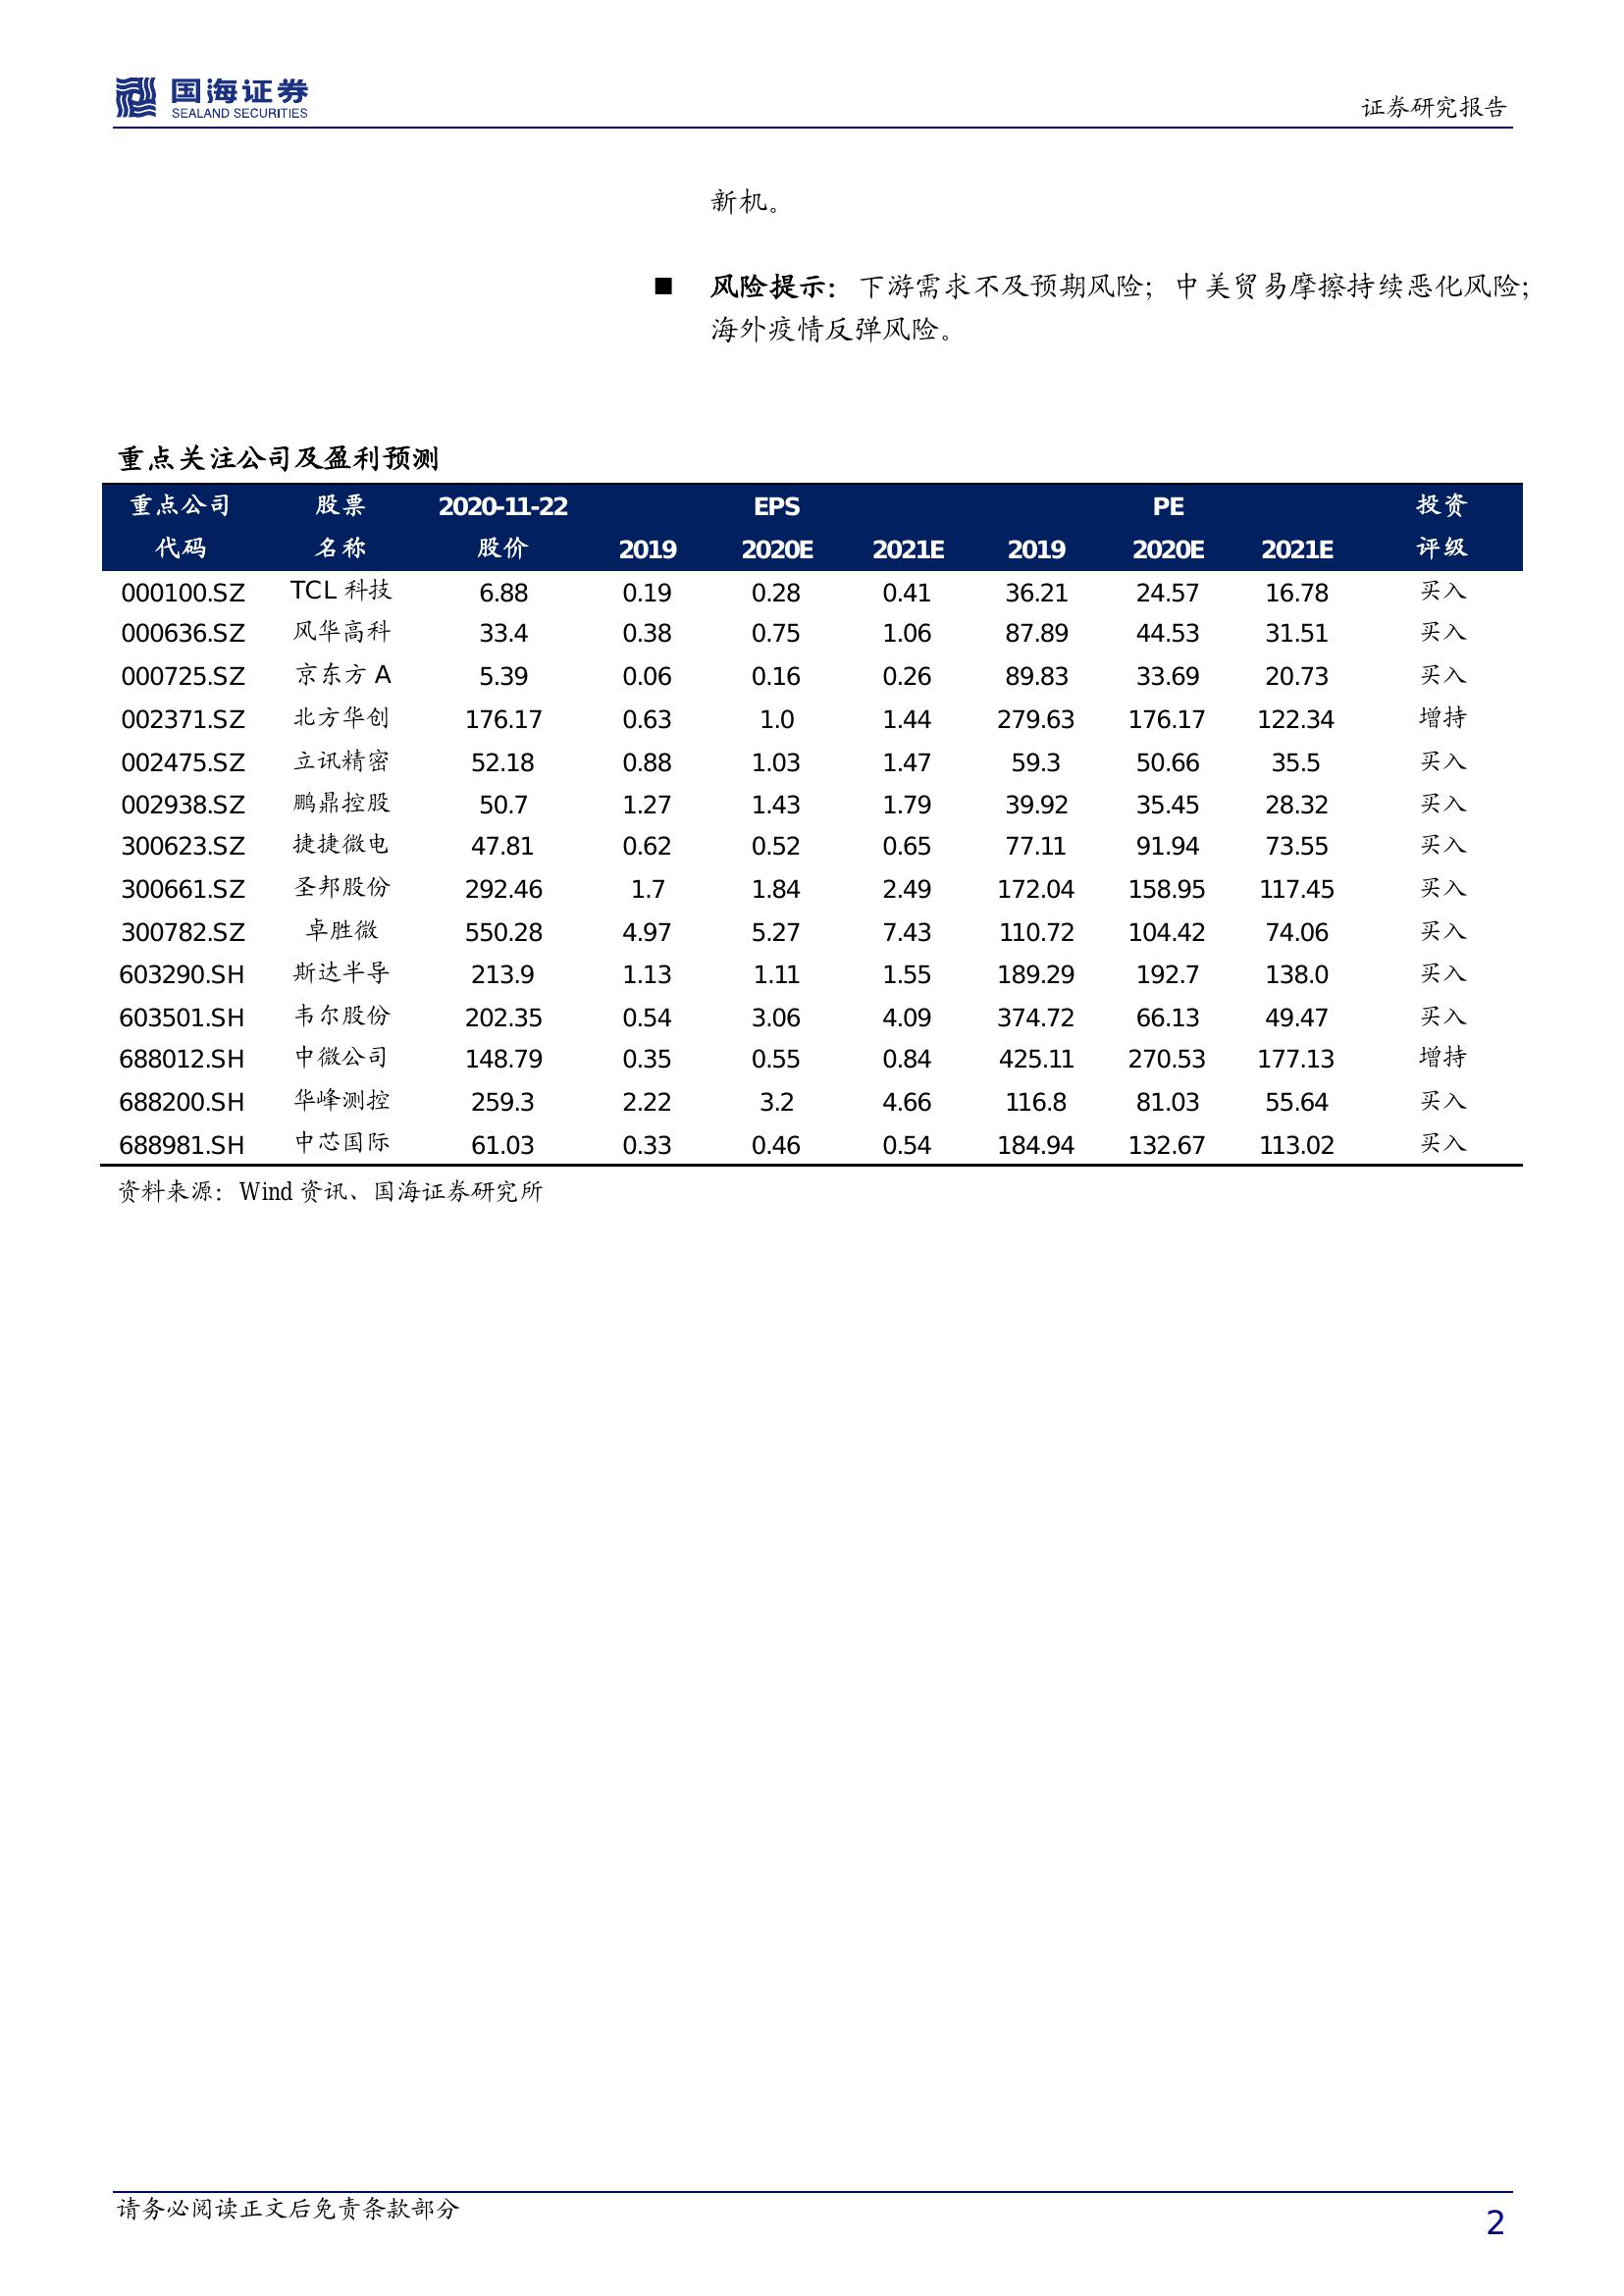 国海证券
SEALAND SECURITIES
证券研究报告
新机。
■ 风险提示：下游需求不及预期风险；中美贸易摩擦持续恶化风险；
海外疫情反弹风险。
重点关注公司及盈利预测
重点公司 股票 2020-11-22 EPS PE 投资
代码 名称 股价 2019 2020E 2021E 2019 2020E 2021E 评级
000100.SZ TCL 科技 6.88 0.19 0.28 0.41 36.21 24.57 16.78 买入
000636.SZ 风华高科 33.4 0.38 0.75 1.06 87.89 44.53 31.51 买入
000725.SZ 京东方 A 5.39 0.06 0.16 0.26 89.83 33.69 20.73 买入
002371.SZ 北方华创 176.17 0.63 1.0 1.44 279.63 176.17 122.34 增持
002475.SZ 立讯精密 52.18 0.88 1.03 1.47 59.3 50.66 35.5 买入
002938.SZ 鹏鼎控股 50.7 1.27 1.43 1.79 39.92 35.45 28.32 买入
300623.SZ 捷捷微电 47.81 0.62 0.52 0.65 77.11 91.94 73.55 买入
300661.SZ 圣邦股份 292.46 1.7 1.84 2.49 172.04 158.95 117.45 买入
300782.SZ 卓胜微 550.28 4.97 5.27 7.43 110.72 104.42 74.06 买入
603290.SH 斯达半导 213.9 1.13 1.11 1.55 189.29 192.7 138.0 买入
603501.SH 韦尔股份 202.35 0.54 3.06 4.09 374.72 66.13 49.47 买入
688012.SH 中微公司 148.79 0.35 0.55 0.84 425.11 270.53 177.13 增持
688200.SH 华峰测控 259.3 2.22 3.2 4.66 116.8 81.03 55.64 买入
688981.SH 中芯国际 61.03 0.33 0.46 0.54 184.94 132.67 113.02 买入
资料来源：Wind 资讯、国海证券研究所
请务必阅读正文后免责条款部分
2